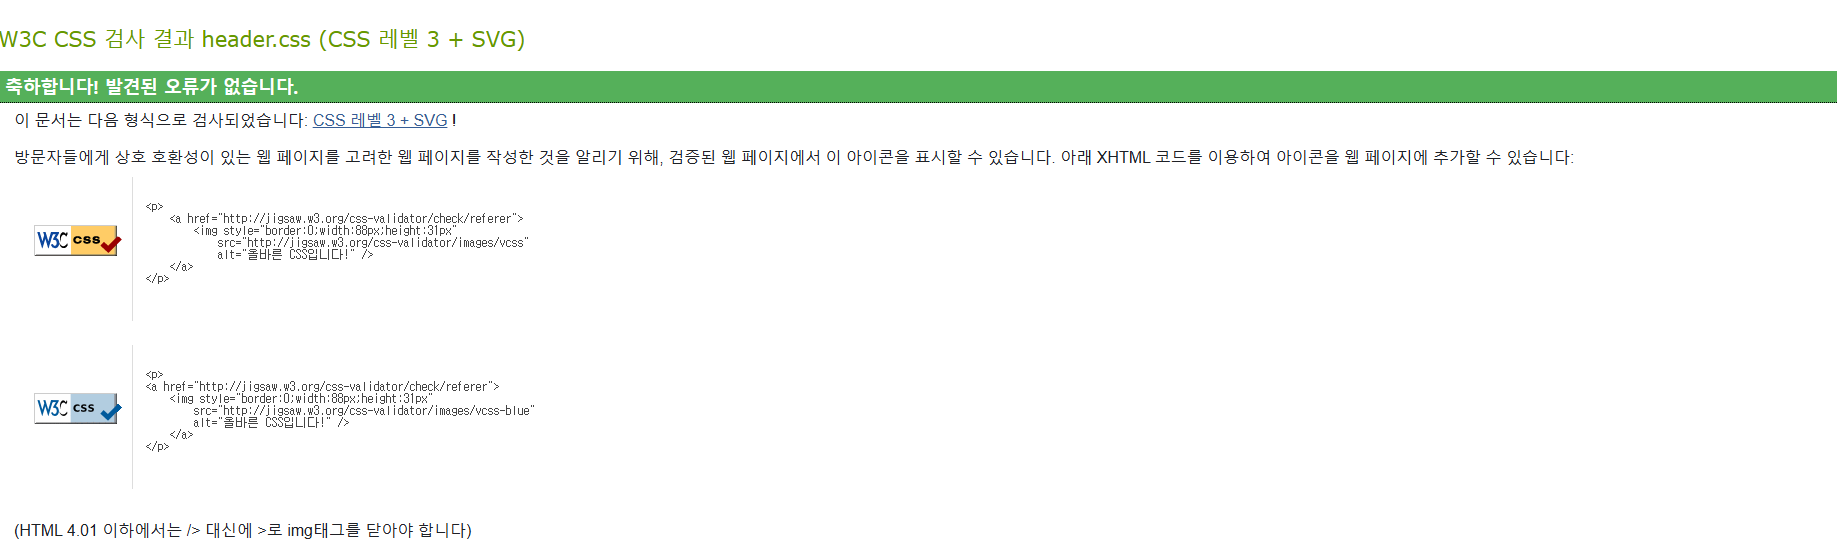 W3C CSS 검사 결과 header.css (CSS 레벨 3 + SVG)
축하합니다! 발견된 오류가 없습니다.
이 문서는 다음 형식으로 검사되었습니다: CSS 레벨 3 + SVG !
방문자들에게 상호 호환성이 있는 웹 페이지를 고려한 웹 페이지를 작성한 것을 알리기 위해, 검증된 웹 페이지에서 이 아이콘을 표시할 수 있습니다. 아래 XHTML 코드를 이용하여 아이콘을 웹 페이지에 추가할 수 있습니다:
W3C css
<p>
    <a href="http://jigsaw.w3.org/css-validator/check/referer">
        <img style="border:0;width:88px;height:31px"
            src="http://jigsaw.w3.org/css-validator/images/vcss"
            alt="올바른 CSS입니다!" />
    </a>
</p>
W3C css
<p>
<a href="http://jigsaw.w3.org/css-validator/check/referer">
    <img style="border:0;width:88px;height:31px"
        src="http://jigsaw.w3.org/css-validator/images/vcss-blue"
        alt="올바른 CSS입니다!" />
    </a>
</p>
(HTML 4.01 이하에서는 /> 대신에 >로 img태그를 닫아야 합니다)